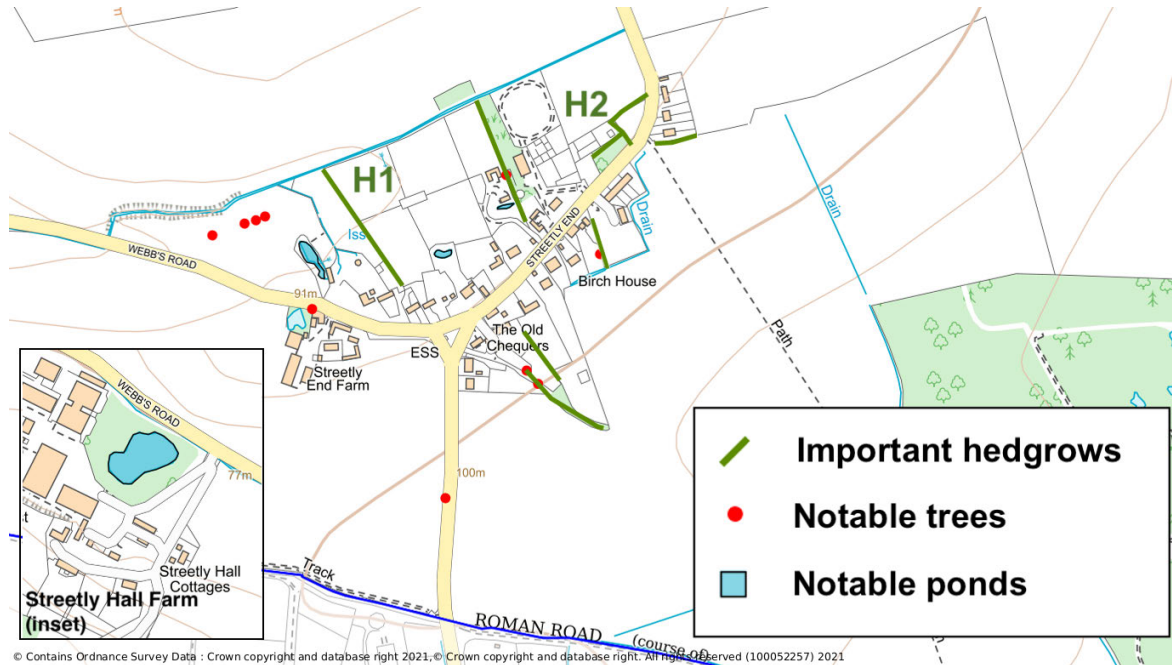 H2
H1
Iss
WEBB'S ROAD
STREETLY END
Drain
Drain
Birch House
91m
The Old
Chequers
ESS
Path
Streetly
End Farm
WEBB'S ROAD
77m
100m
Important hedgrows
Notable trees
Notable ponds
Streetly Hall
Cottages
Streetly Hall Farm
(inset)
Track
ROMAN ROAD
(course of)
© Contains Ordnance Survey Data : Crown copyright and database right 2021,© Crown copyright and database right. All rights reserved (100052257) 2021